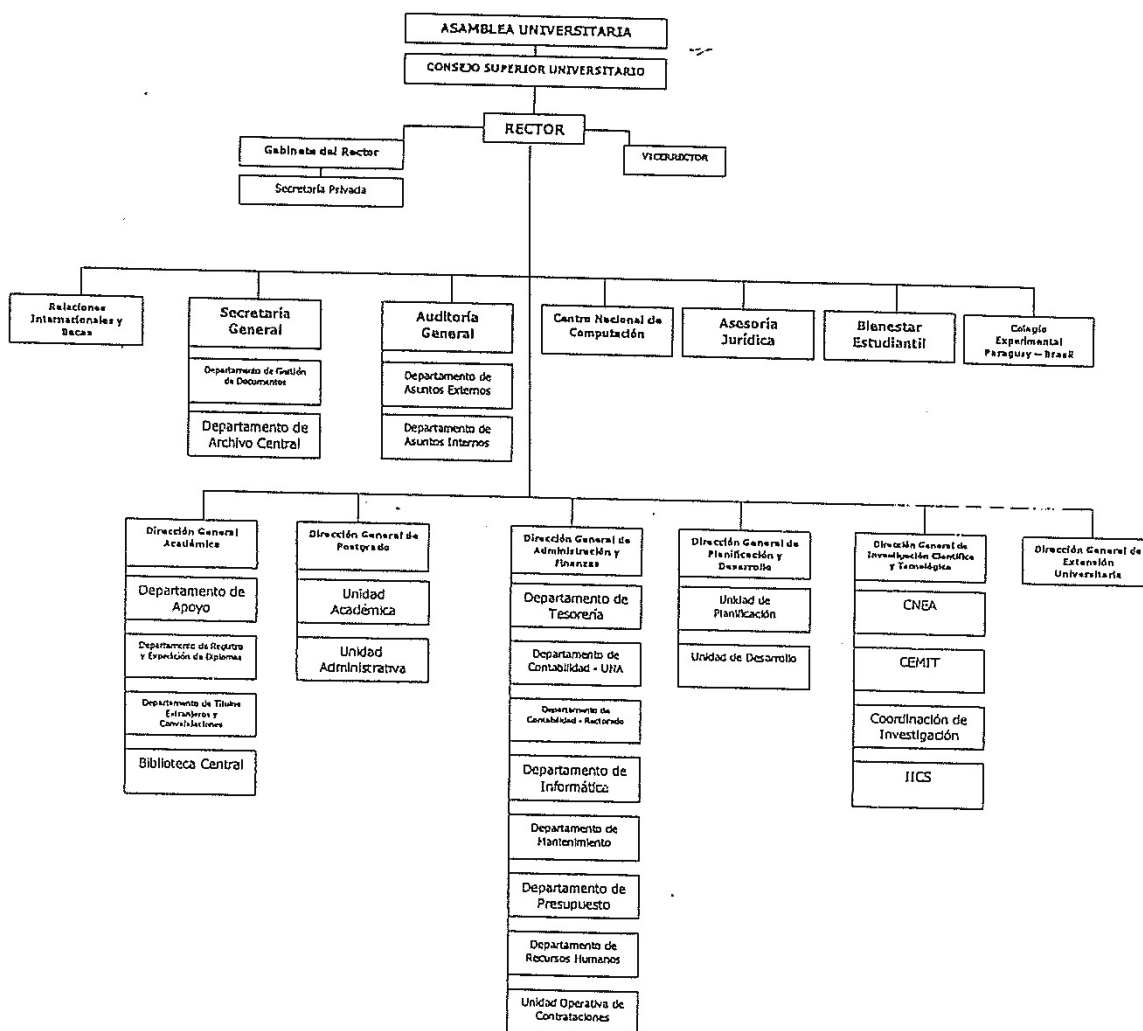 ASAMBLEA UNIVERSITARIA
CONSEJO SUPERIOR UNIVERSITARIO
RECTOR
Gabinete del Rector
VICERRECTOR
Secretaría Privada
Relaciones
Internacionales y
Becas
Secretaría
General
Departamento de Gestión
de Documentos
Departamento de
Archivo Central
Auditoría
General
Departamento de
Asuntos Externos
Departamento de
Asuntos Internos
Centro Nacional de
Computación
Asesoría
Jurídica
Bienestar
Estudiantil
Colegio
Experimental
Paraguay – Brasil
Dirección General
Académica
Departamento de
Apoyo
Departamento de Registro
y Expedición de Diplomas
Departamento de Títulos
Extranjeros y
Convalidaciones
Biblioteca Central
Dirección General de
Postgrado
Unidad
Académica
Unidad
Administrativa
Dirección General de
Administración y
Finanzas
Departamento de
Tesorería
Departamento de
Contabilidad - UNA
Departamento de
Contabilidad - Rectorado
Departamento de
Informática
Departamento de
Mantenimiento
Departamento de
Presupuesto
Departamento de
Recursos Humanos
Unidad Operativa de
Contrataciones
Dirección General de
Planificación y
Desarrollo
Unidad de
Planificación
Unidad de Desarrollo
Dirección General de
Investigación Científica
y Tecnológica
CNEA
CEMIT
Coordinación de
Investigación
IICS
Dirección General de
Extensión
Universitaria